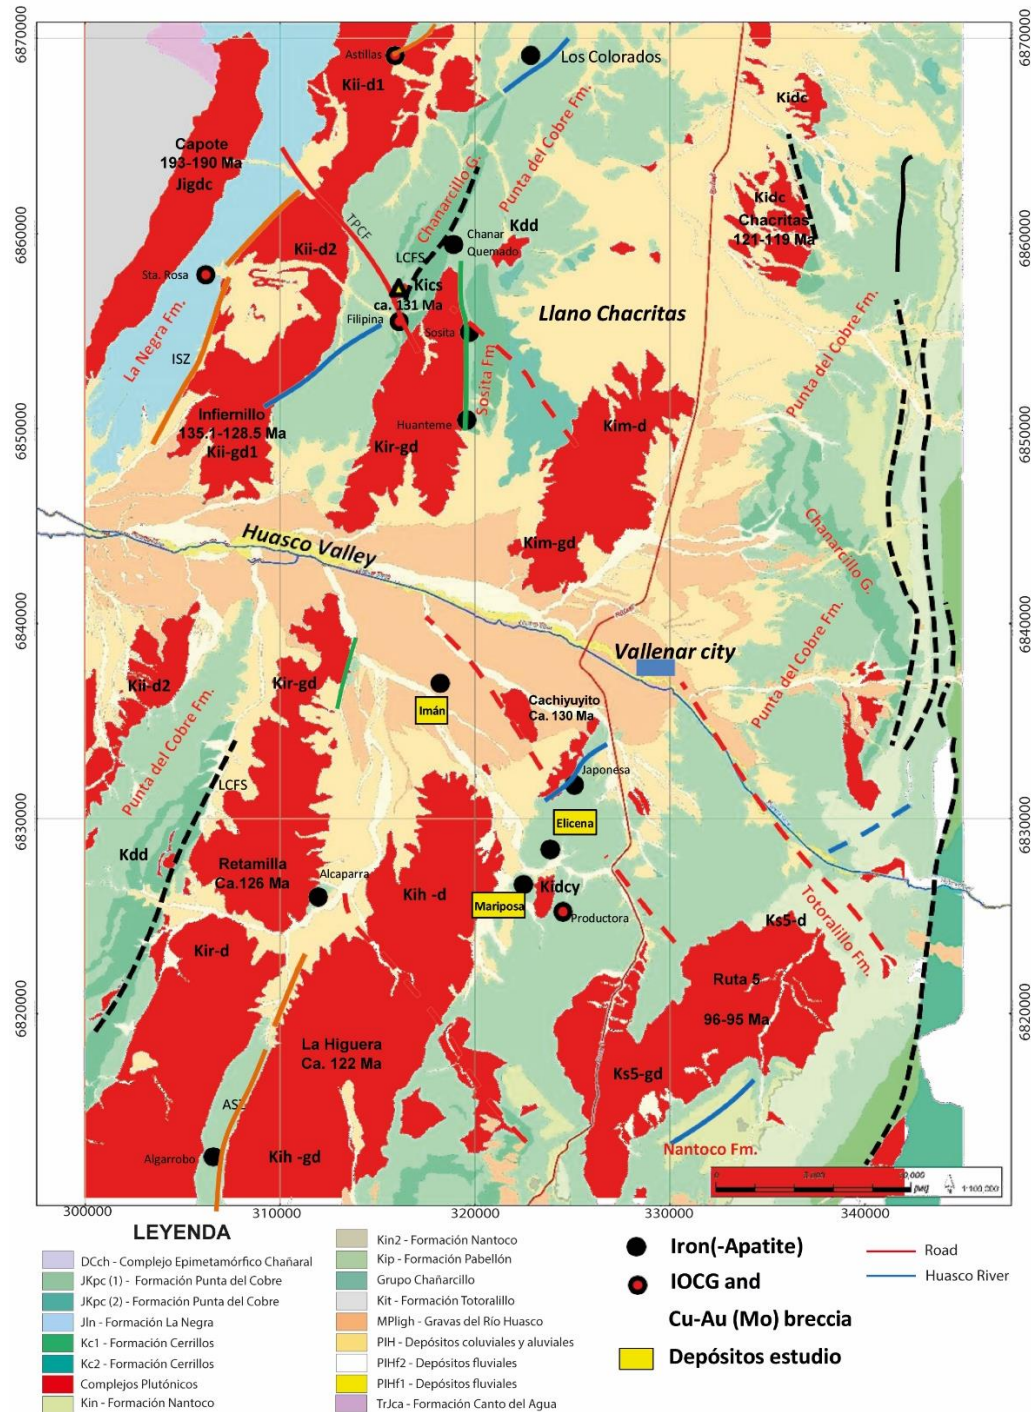 6870000
6870000
Astillas
Los Colorados
Kii-d1
Kidc
Capote
193-190 Ma
Jigdc
Chanarcillo G.
Punta del Cobre Fm.
Kidc
Chacritas
121-119 Ma
TPCF
Kdd
6860000
6860000
Kii-d2
LCFS
Chanar
Quemado
Sta. Rosa
Kics
ca. 131 Ma
Llano Chacritas
La Negra Fm.
Filipina
Sosita
Punta del Cobre Fm.
ISZ
Sosita Fm
Infiernillo
135.1-128.5 Ma
Kii-gd1
Huanteme
Kir-gd
Kim-d
6850000
6850000
Chanarcillo G.
Kim-gd
Huasco Valley
6840000
6840000
Vallenar city
Punta del Cobre Fm.
Kii-d2
Kir-gd
Imán
Cachiyuyito
Ca. 130 Ma
Punta del Cobre Fm.
LCFS
Japonesa
6830000
6830000
Elicena
Kdd
Retamilla
Ca.126 Ma
Alcaparra
Kih -d
Kidcy
Mariposa
Productora
Totoralillo Fm.
Ks5-d
Kir-d
Ruta 5
96-95 Ma
6820000
6820000
La Higuera
Ca. 122 Ma
Ks5-gd
ASZ
Nantoco Fm.
Algarrobo
Kih -gd
300000
310000
320000
330000
340000
LEYENDA
DCch - Complejo Epimetamórfico Chañaral
JKpc (1) - Formación Punta del Cobre
JKpc (2) - Formación Punta del Cobre
Jln - Formación La Negra
Kc1 - Formación Cerrillos
Kc2 - Formación Cerrillos
Complejos Plutónicos
Kin - Formación Nantoco
Kin2 - Formación Nantoco
Kip - Formación Pabellón
Grupo Chañarcillo
Kit - Formación Totoralillo
MPligh - Gravas del Río Huasco
PlH - Depósitos coluviales y aluviales
PlHf2 - Depósitos fluviales
PlHf1 - Depósitos fluviales
TrJca - Formación Canto del Agua
Iron(-Apatite)
IOCG and
Cu-Au (Mo) breccia
Depósitos estudio
Road
Huasco River